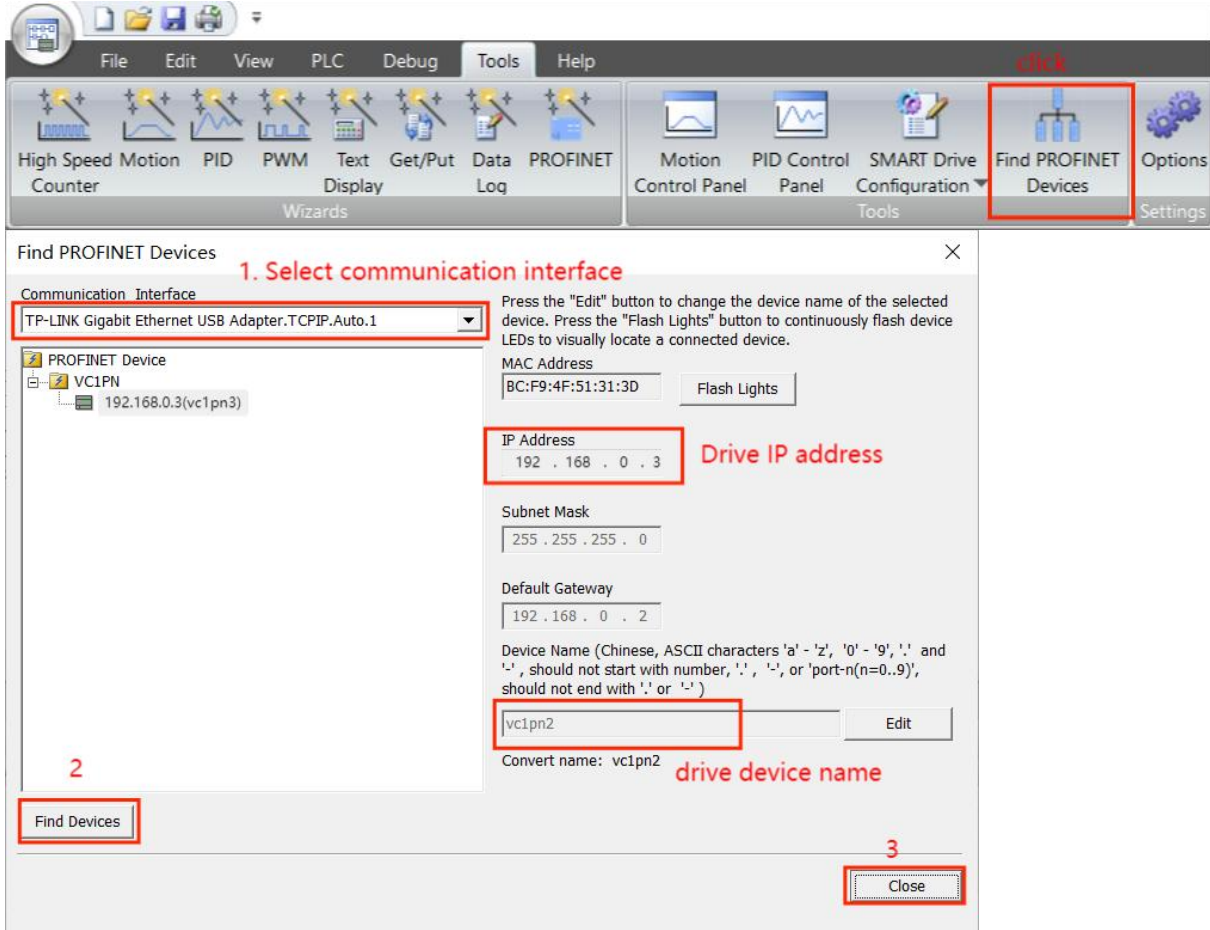 File Edit View PLC Debug Tools Help
click
High Speed Counter
Motion
PID
PWM
Text Display
Get/Put
Data Log
PROFINET
Wizards
Motion Control Panel
PID Control Panel
SMART Drive Configuration
Find PROFINET Devices
Tools
Options
Settings
Find PROFINET Devices
1. Select communication interface
Communication Interface
TP-LINK Gigabit Ethernet USB Adapter.TCPIP.Auto.1
PROFINET Device
VC1PN
192.168.0.3(vc1pn3)
2
Find Devices
Press the "Edit" button to change the device name of the selected
device. Press the "Flash Lights" button to continuously flash device
LEDs to visually locate a connected device.
MAC Address
BC:F9:4F:51:31:3D
Flash Lights
IP Address
192 . 168 . 0 . 3
Drive IP address
Subnet Mask
255 . 255 . 255 . 0
Default Gateway
192 . 168 . 0 . 2
Device Name (Chinese, ASCII characters 'a' - 'z', '0' - '9', '.' and
'-' , should not start with number, '.' , '-', or 'port-n(n=0..9)',
should not end with '.' or '-' )
vc1pn2
Edit
Convert name: vc1pn2
drive device name
3
Close